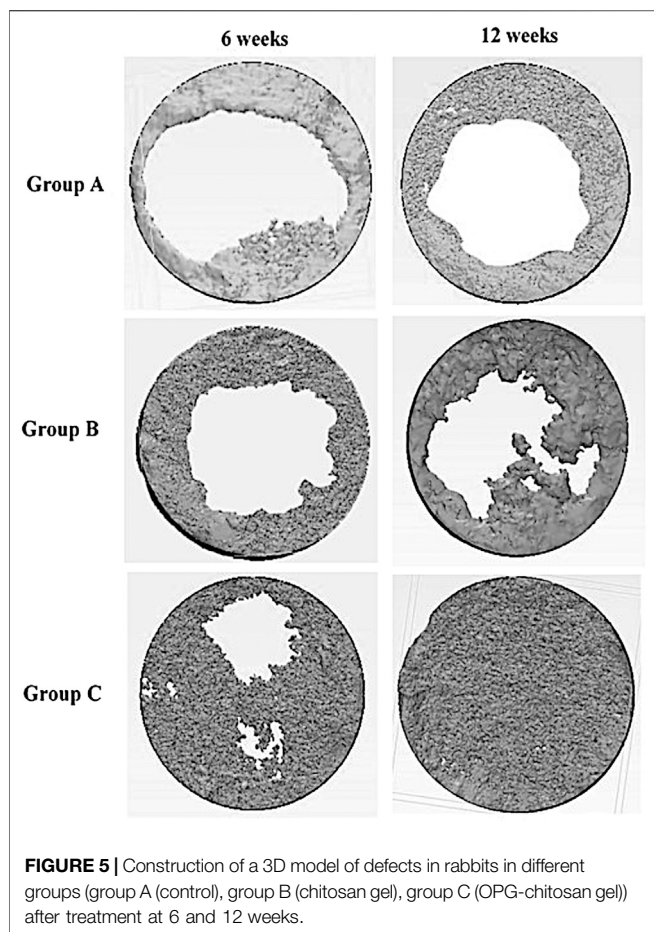 6 weeks 12 weeks
Group A
Group B
Group C
FIGURE 5 | Construction of a 3D model of defects in rabbits in different
groups (group A (control), group B (chitosan gel), group C (OPG-chitosan gel))
after treatment at 6 and 12 weeks.